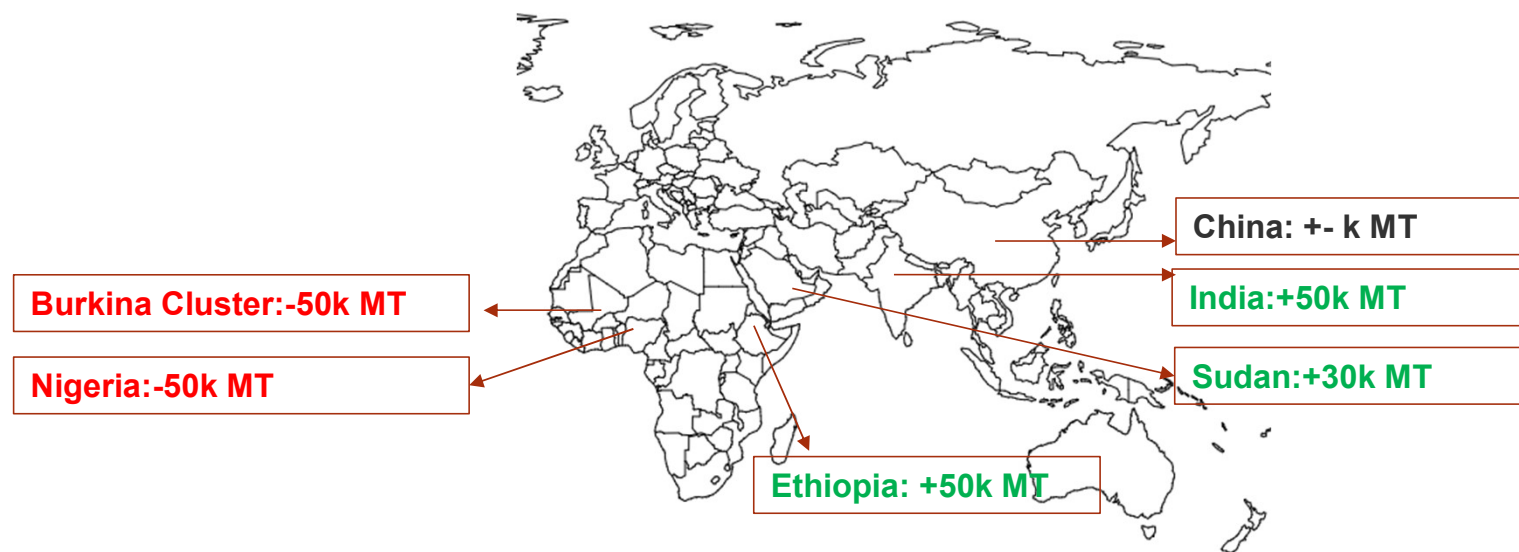 China: +- k MT
India:+50k MT
Burkina Cluster:-50k MT
Sudan:+30k MT
Nigeria:-50k MT
Ethiopia: +50k MT